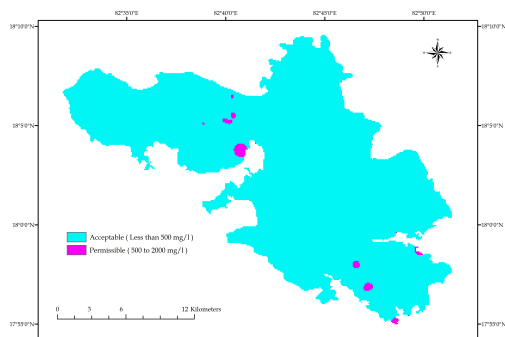 82°35'0"E 82°40'0"E 82°45'0"E 82°50'0"E
18°10'0"N 18°10'0"N
18°5'0"N 18°5'0"N
18°0'0"N 18°0'0"N
Acceptable ( Less than 500 mg/l )
Permissible ( 500 to 2000 mg/l )
0 3 6 12 Kilometers
17°55'0"N 17°55'0"N